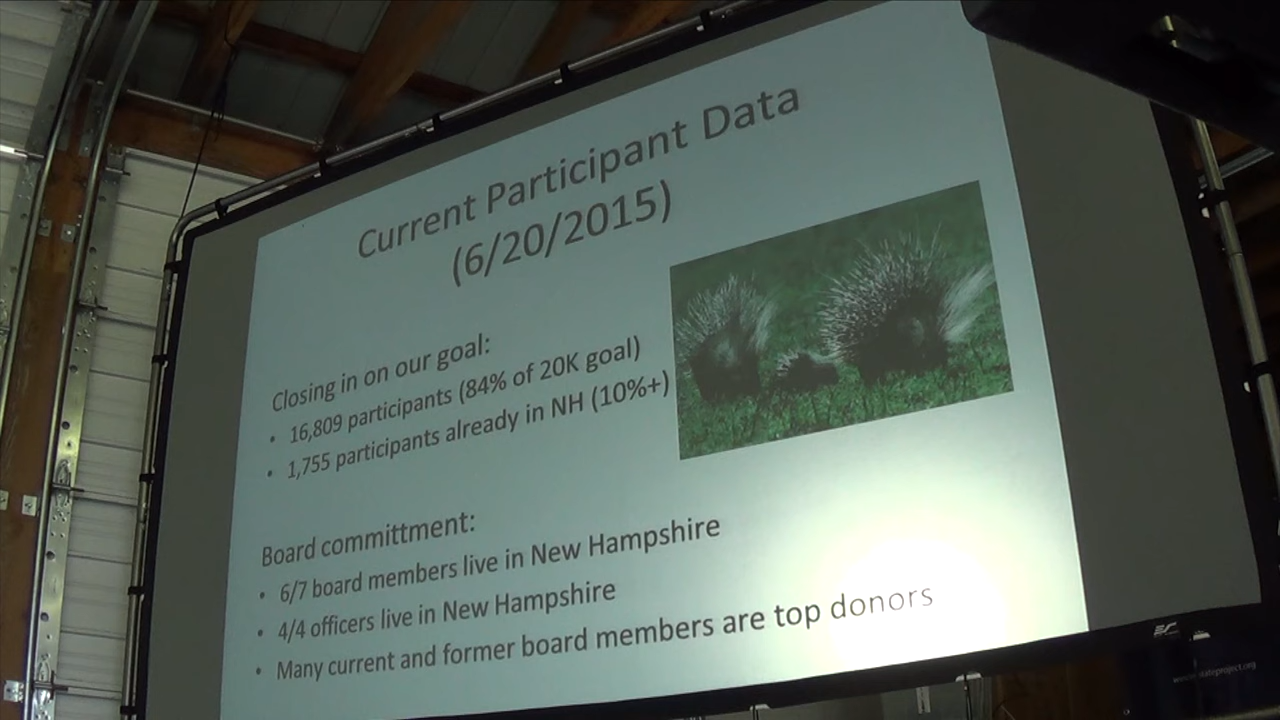 Current Participant Data
(6/20/2015)
Closing in on our goal:
• 16,809 participants (84% of 20K goal)
• 1,755 participants already in NH (10%+)
Board committment:
• 6/7 board members live in New Hampshire
• 4/4 officers live in New Hampshire
• Many current and former board members are top donors
ES